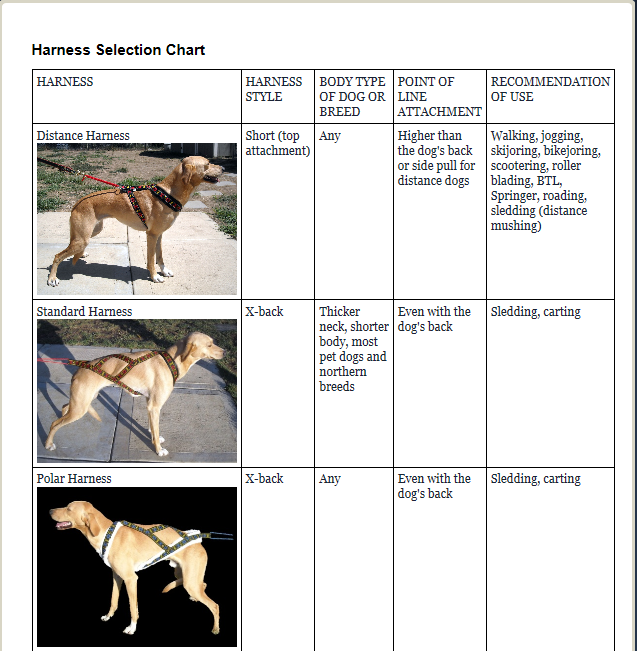 Harness Selection Chart
HARNESS
HARNESS
STYLE
BODY TYPE
OF DOG OR
BREED
POINT OF
LINE
ATTACHMENT
RECOMMENDATION
OF USE
Distance Harness
Short (top
attachment)
Any
Higher than
the dog's back
or side pull for
distance dogs
Walking, jogging,
skijoring, bikejoring,
scootering, roller
blading, BTL,
Springer, roading,
sledding (distance
mushing)
Standard Harness
X-back
Thicker
neck, shorter
body, most
pet dogs and
northern
breeds
Even with the
dog's back
Sledding, carting
Polar Harness
X-back
Any
Even with the
dog's back
Sledding, carting